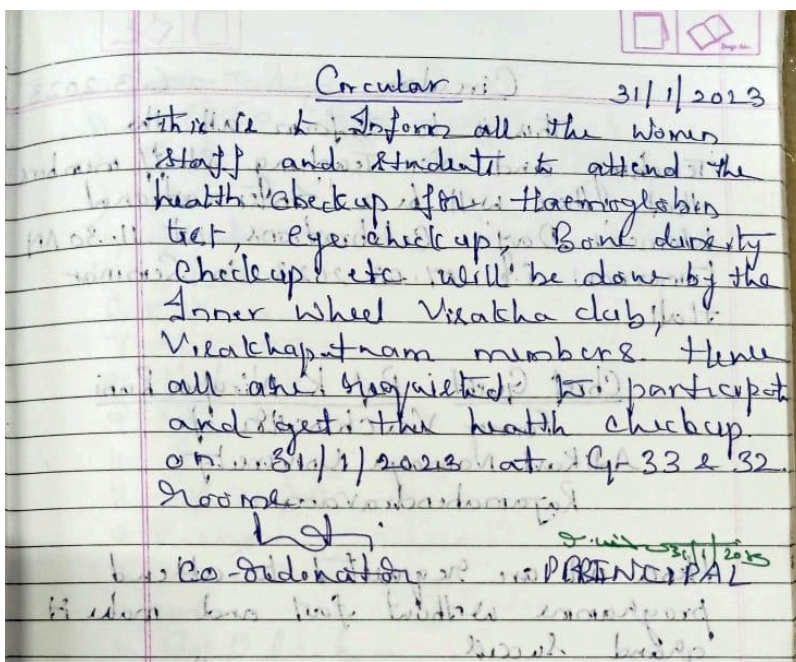 Circular
31/1/2023
this is to Inform all the women
staff and students to attend the
health checkup for Haemoglobin
test, eye check up, Bone density
checkup etc. will be done by the
Inner Wheel Visakha club,
Visakhapatnam members. Hence
all are requested to participate
and get the health checkup
on 31/1/2023 at G-33 & 32
rooms.
31/1/2023
Co-ordinator PRINCIPAL